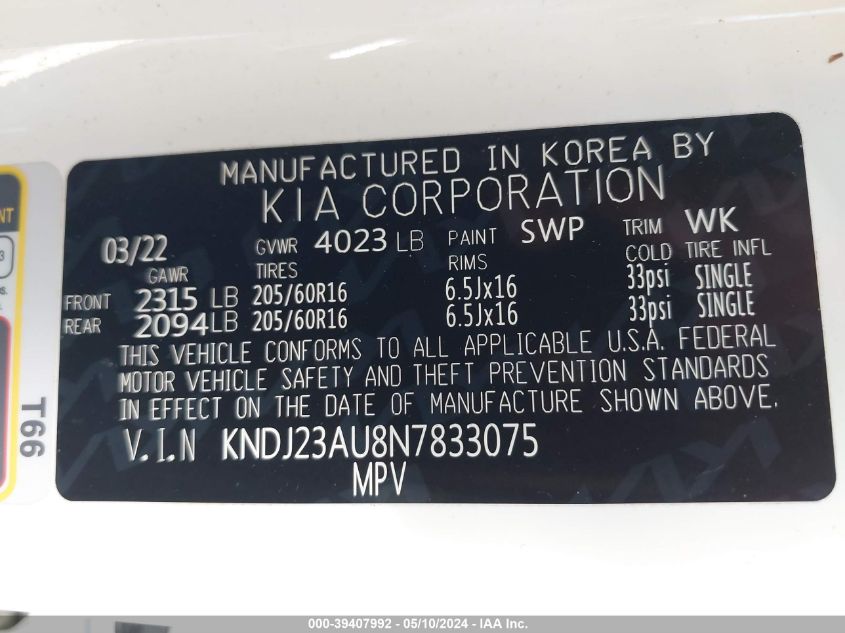 MANUFACTURED IN KOREA BY
KIA CORPORATION
03/22 GVWR 4023 LB PAINT SWP TRIM WK
GAWR TIRES RIMS COLD TIRE INFL
FRONT 2315 LB 205/60R16 6.5Jx16 33psi SINGLE
REAR 2094 LB 205/60R16 6.5Jx16 33psi SINGLE
THIS VEHICLE CONFORMS TO ALL APPLICABLE U.S.A. FEDERAL
MOTOR VEHICLE SAFETY AND THEFT PREVENTION STANDARDS
IN EFFECT ON THE DATE OF MANUFACTURE SHOWN ABOVE.
V.I.N KNDJ23AU8N7833075
MPV
T66
000-39407992 - 05/10/2024 - IAA Inc.